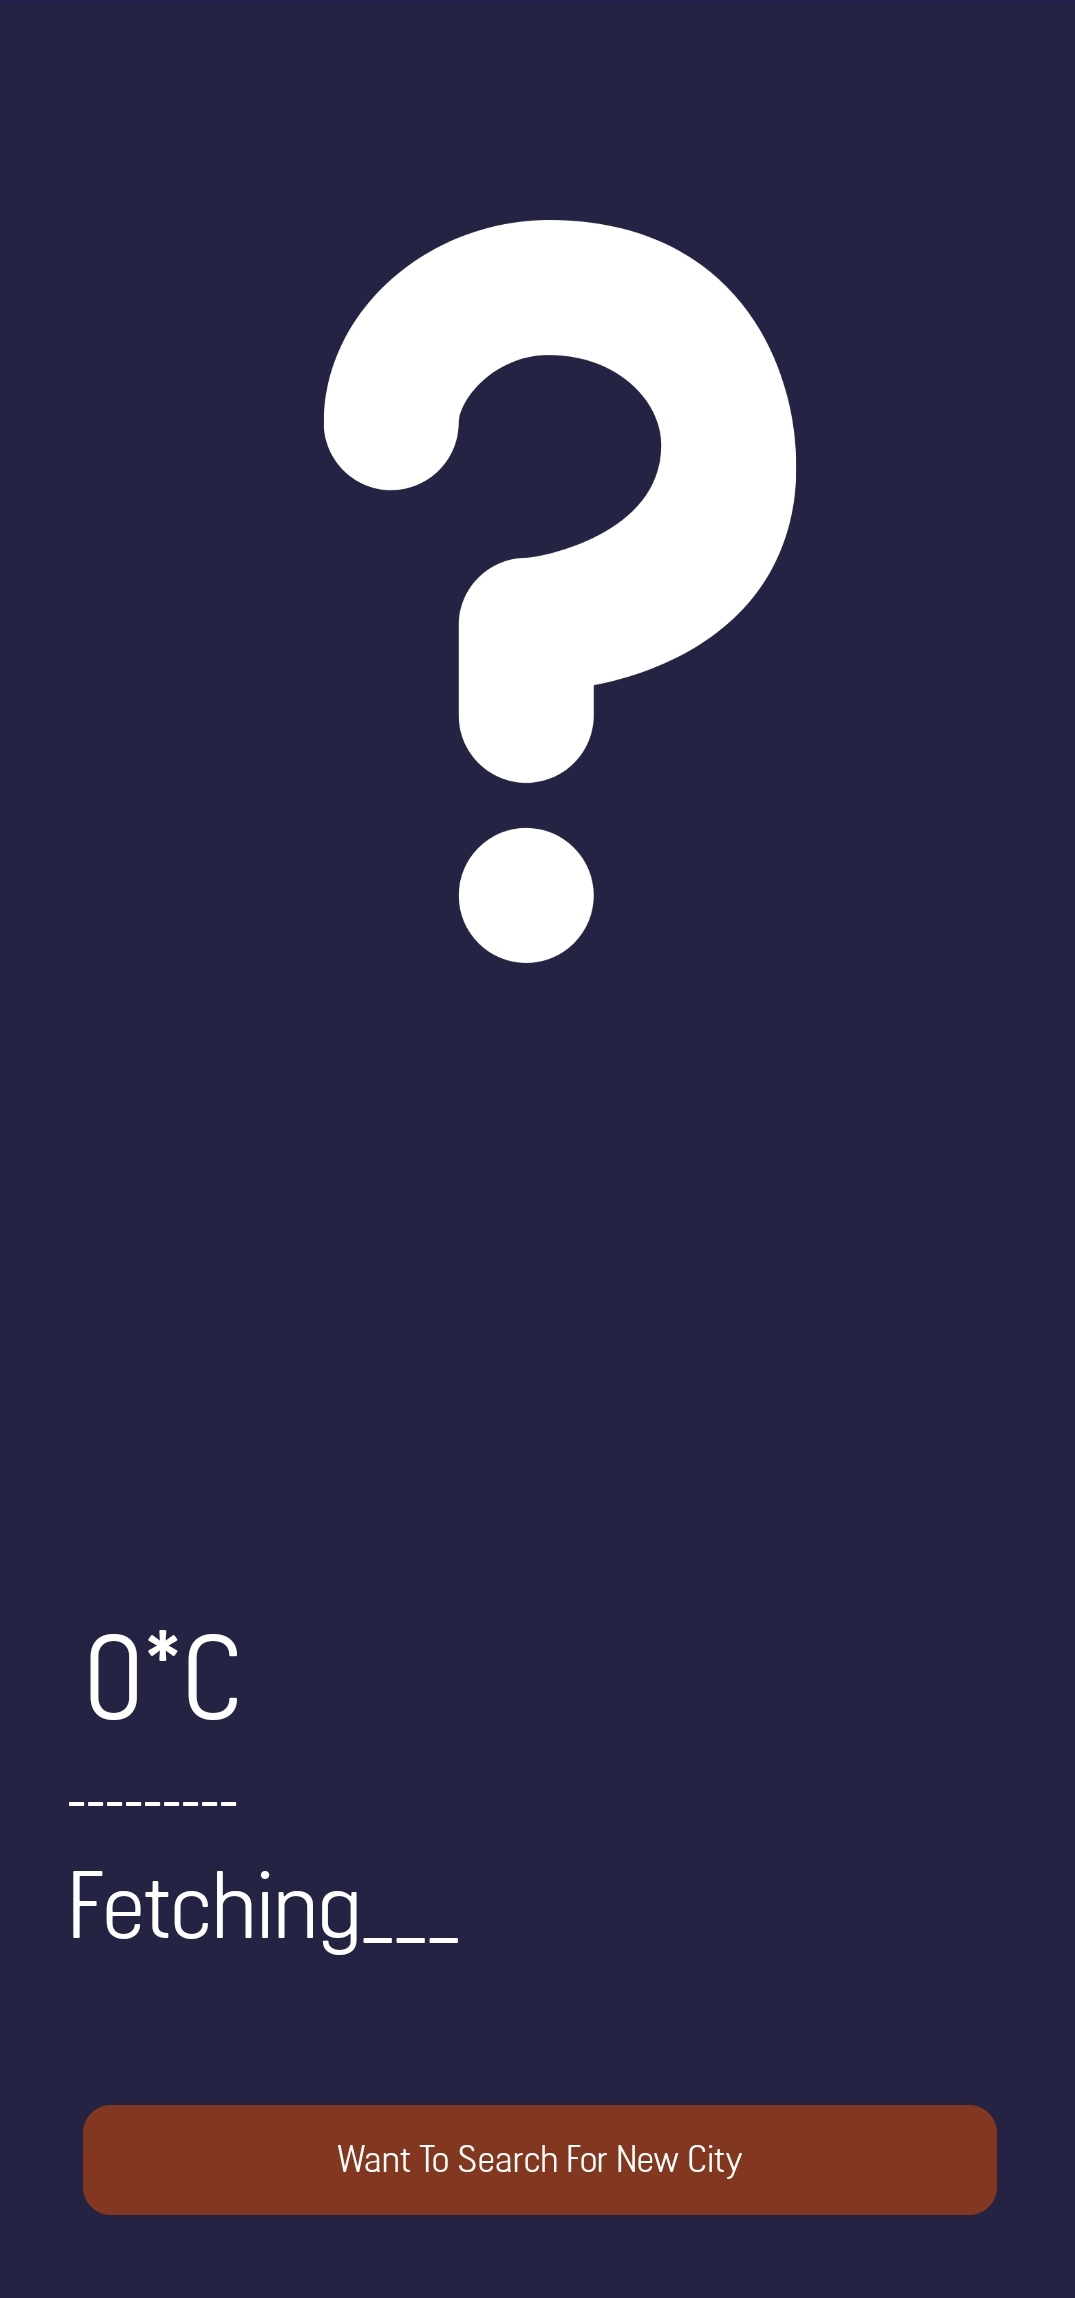 ?
0*C
---------
Fetching___
Want To Search For New City